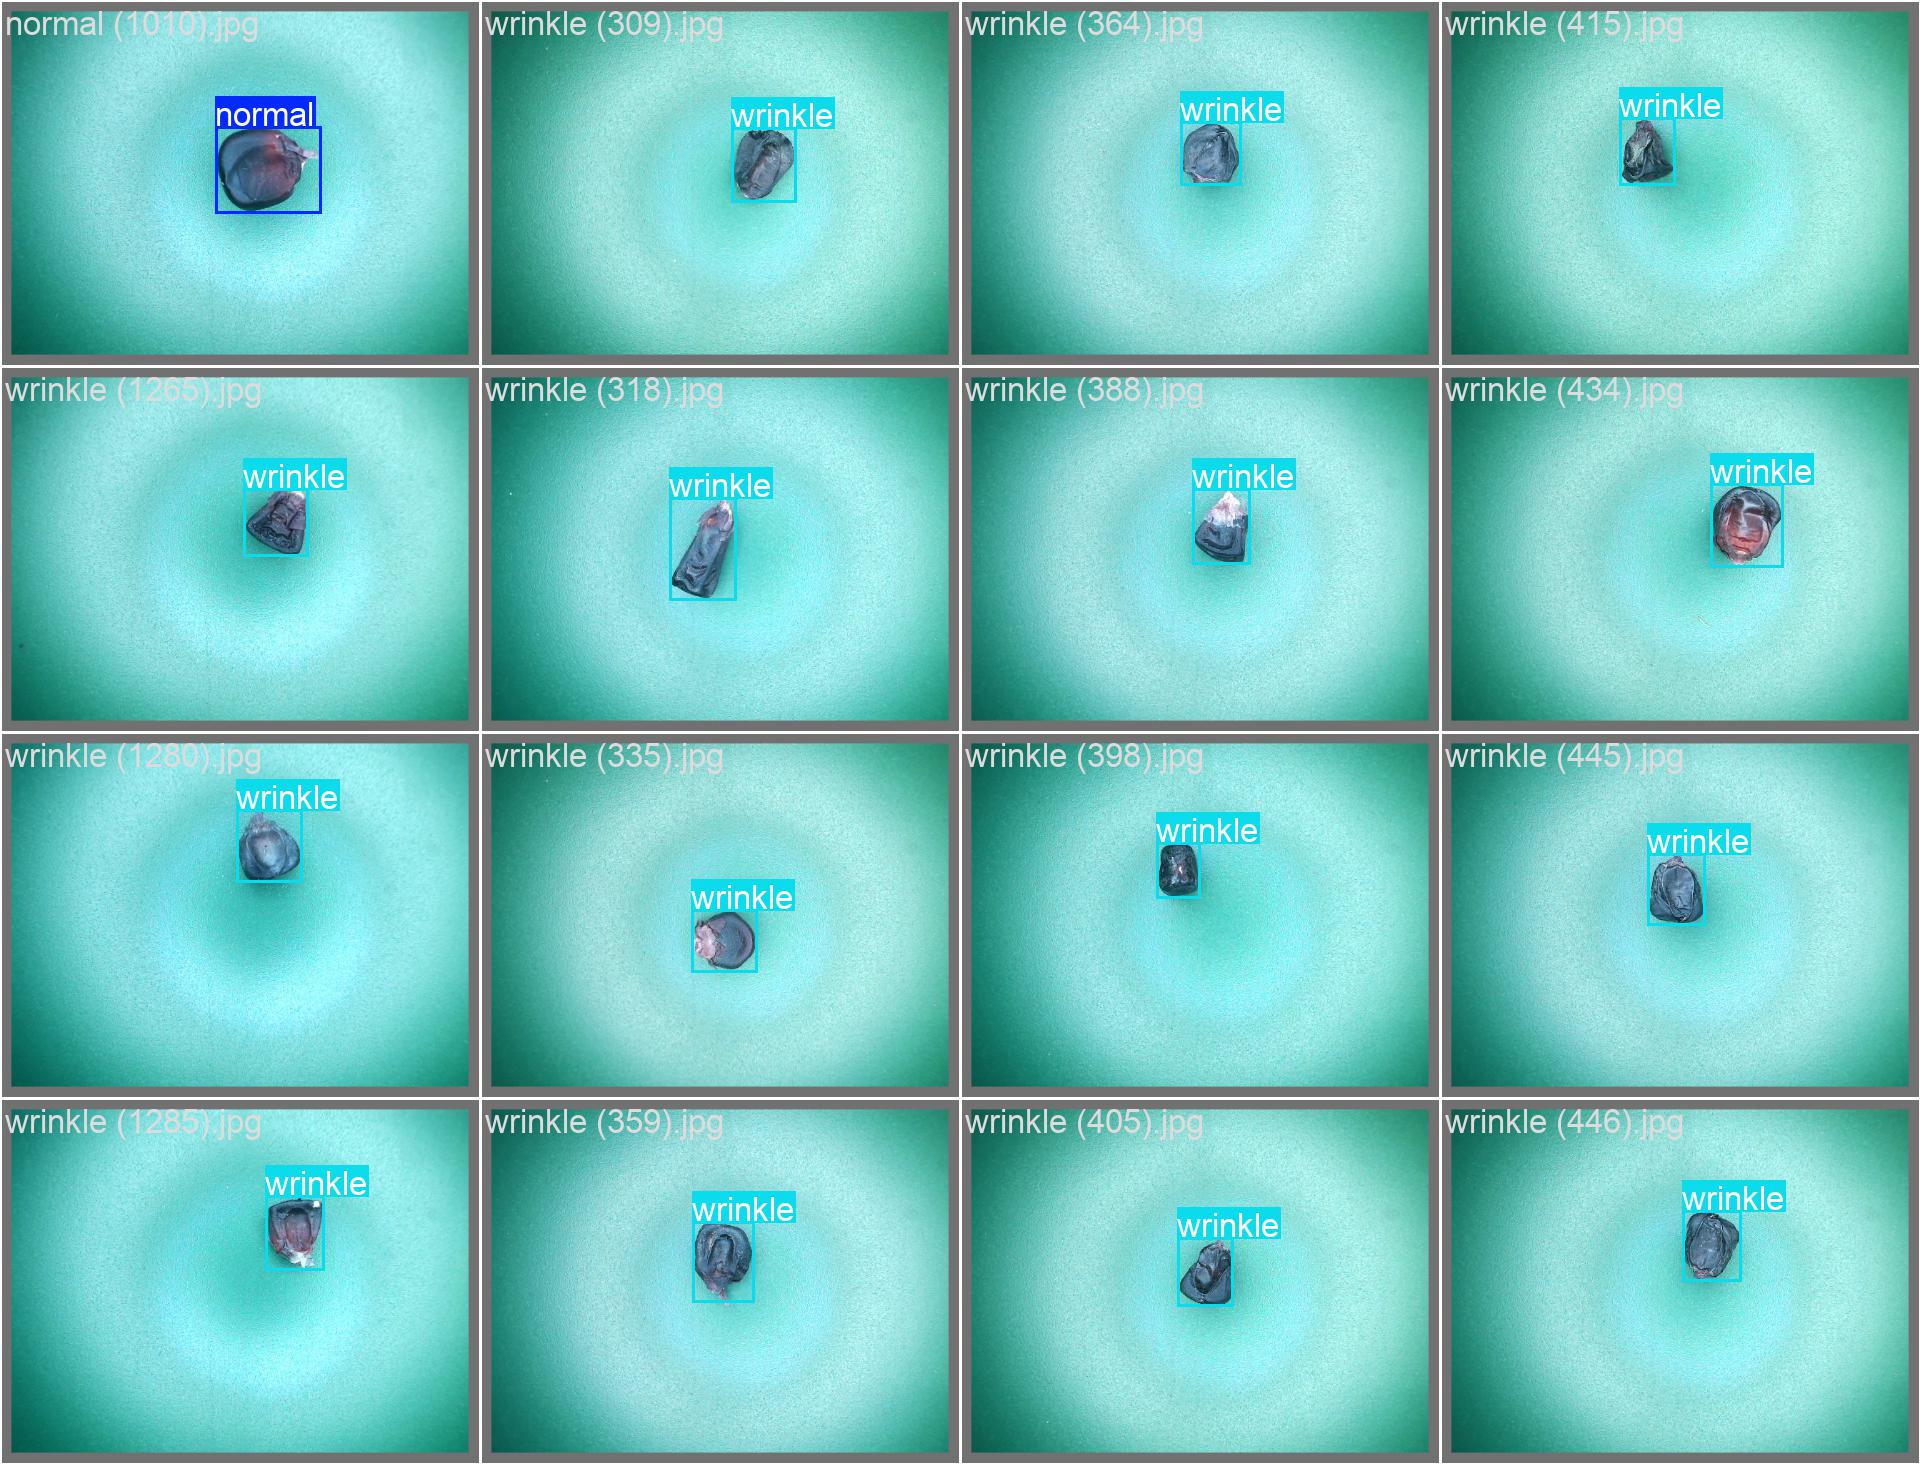 normal (1010).jpg
normal
wrinkle (309).jpg
wrinkle
wrinkle (364).jpg
wrinkle
wrinkle (415).jpg
wrinkle
wrinkle (1265).jpg
wrinkle
wrinkle (318).jpg
wrinkle
wrinkle (388).jpg
wrinkle
wrinkle (434).jpg
wrinkle
wrinkle (1280).jpg
wrinkle
wrinkle (335).jpg
wrinkle
wrinkle (398).jpg
wrinkle
wrinkle (445).jpg
wrinkle
wrinkle (1285).jpg
wrinkle
wrinkle (359).jpg
wrinkle
wrinkle (405).jpg
wrinkle
wrinkle (446).jpg
wrinkle